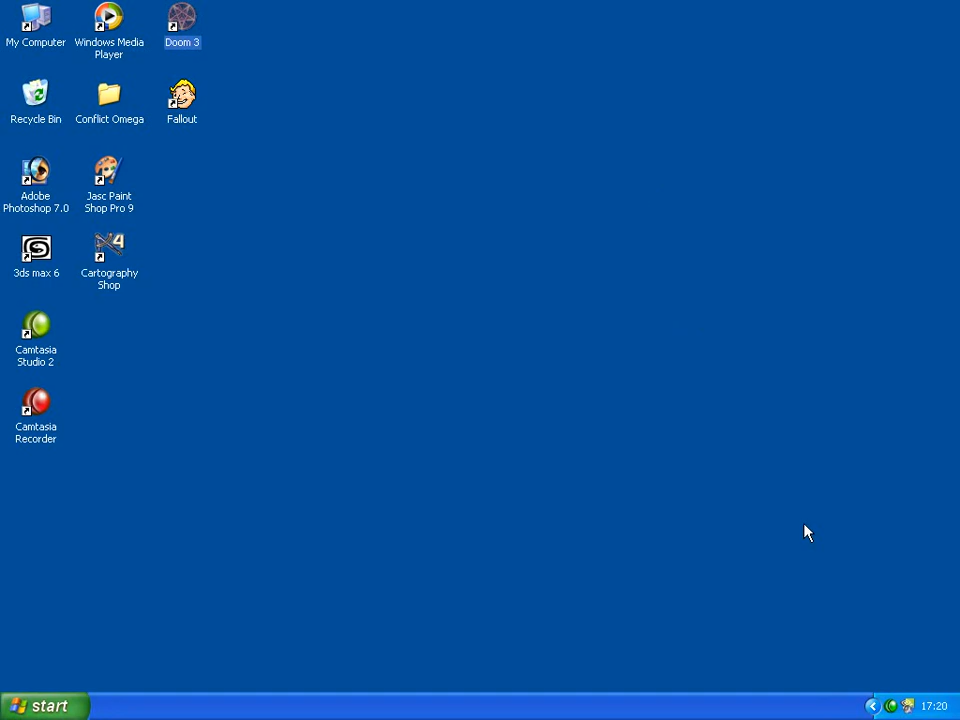 My Computer
Windows Media
Player
Doom 3
Recycle Bin
Conflict Omega
Fallout
Adobe
Photoshop 7.0
Jasc Paint
Shop Pro 9
3ds max 6
Cartography
Shop
Camtasia
Studio 2
Camtasia
Recorder
start
17:20